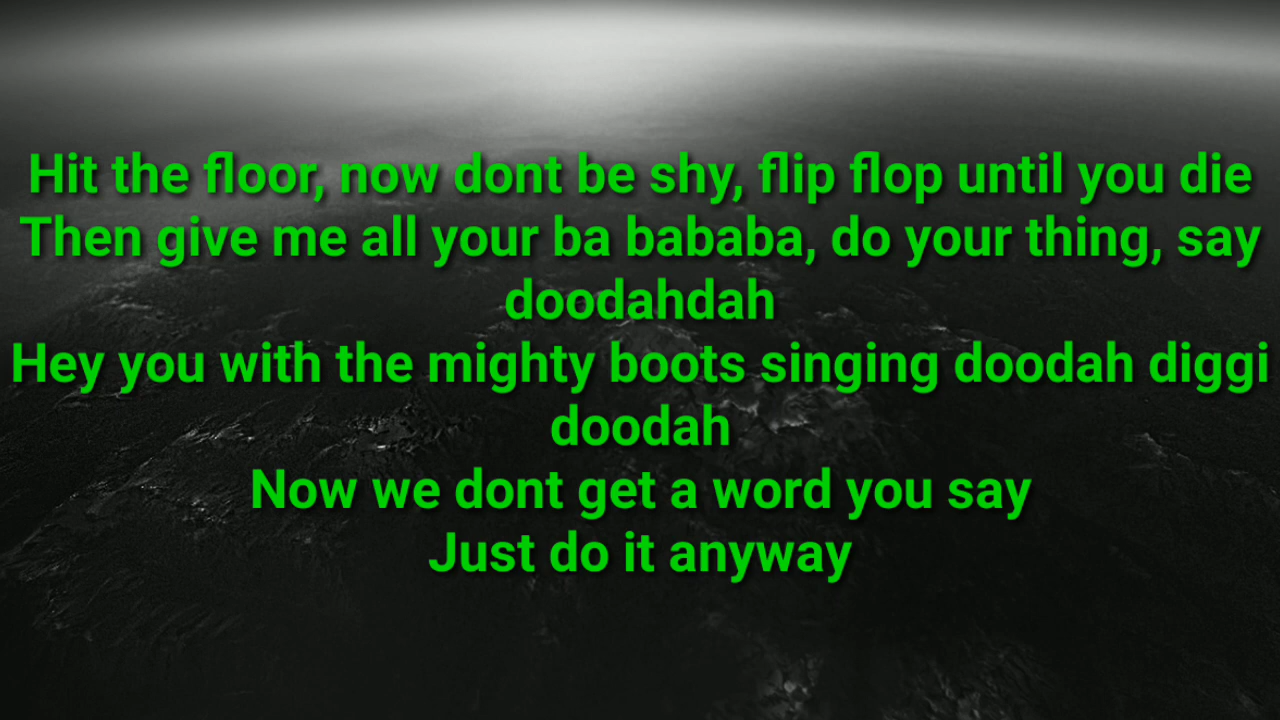 Hit the floor, now dont be shy, flip flop until you die
Then give me all your ba bababa, do your thing, say
doodahdah
Hey you with the mighty boots singing doodah diggi
doodah
Now we dont get a word you say
Just do it anyway